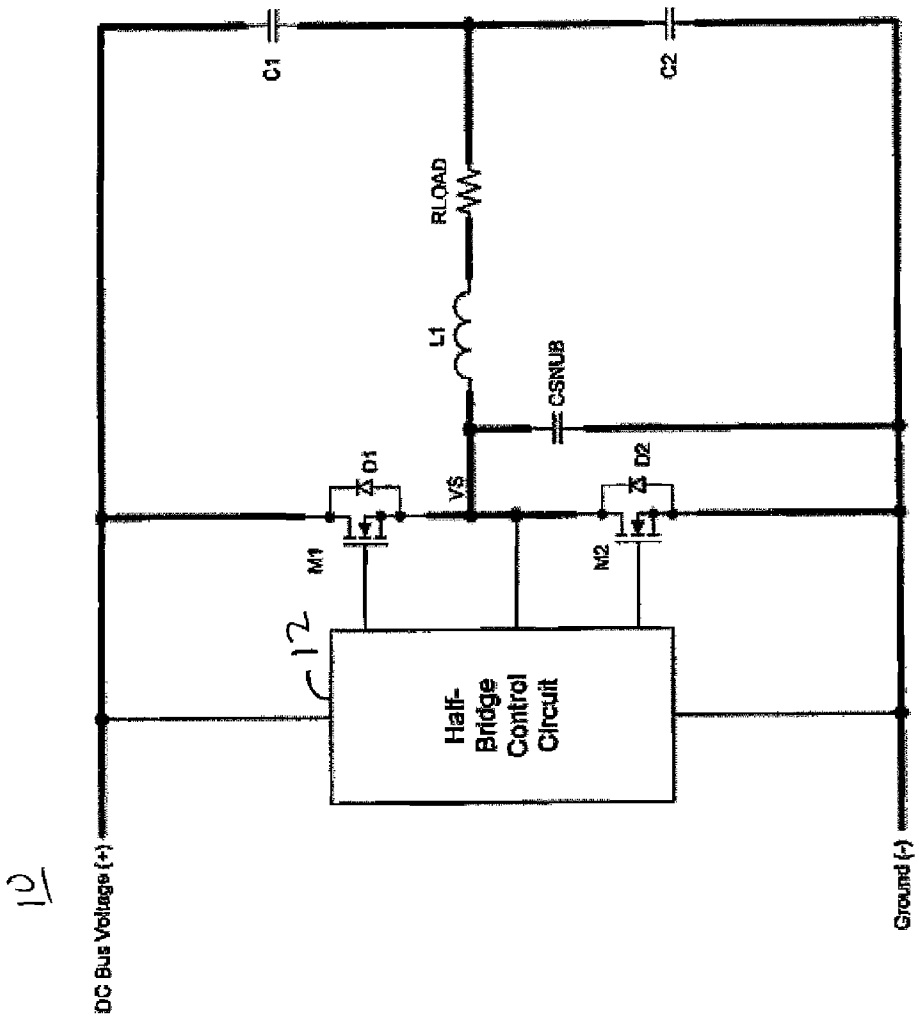 10
DC Bus Voltage (+)
12
Half-
Bridge
Control
Circuit
M1
D1
VS
M2
D2
CSNUB
L1
RLOAD
C1
C2
Ground (-)